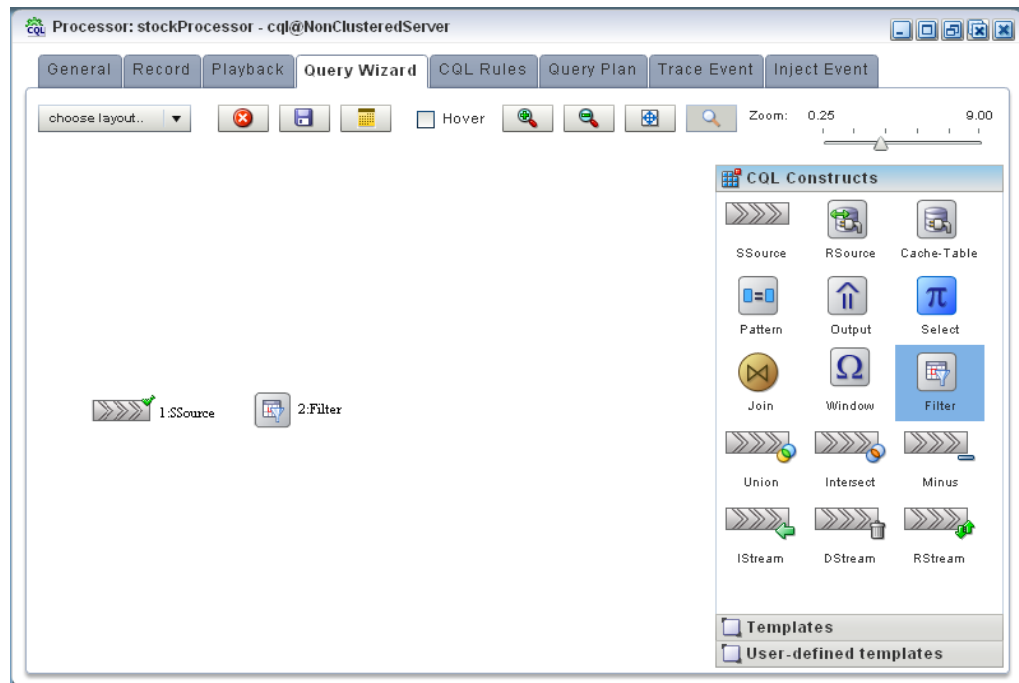 CQL Processor: stockProcessor - cql@NonClusteredServer
General Record Playback Query Wizard CQL Rules Query Plan Trace Event Inject Event
choose layout.. Hover Zoom: 0.25 9.00
CQL Constructs
SSource RSource Cache-Table
Pattern Output Select
π
Ω
Join Window Filter
1:SSource 2:Filter
Union Intersect Minus
IStream DStream RStream
Templates
User-defined templates